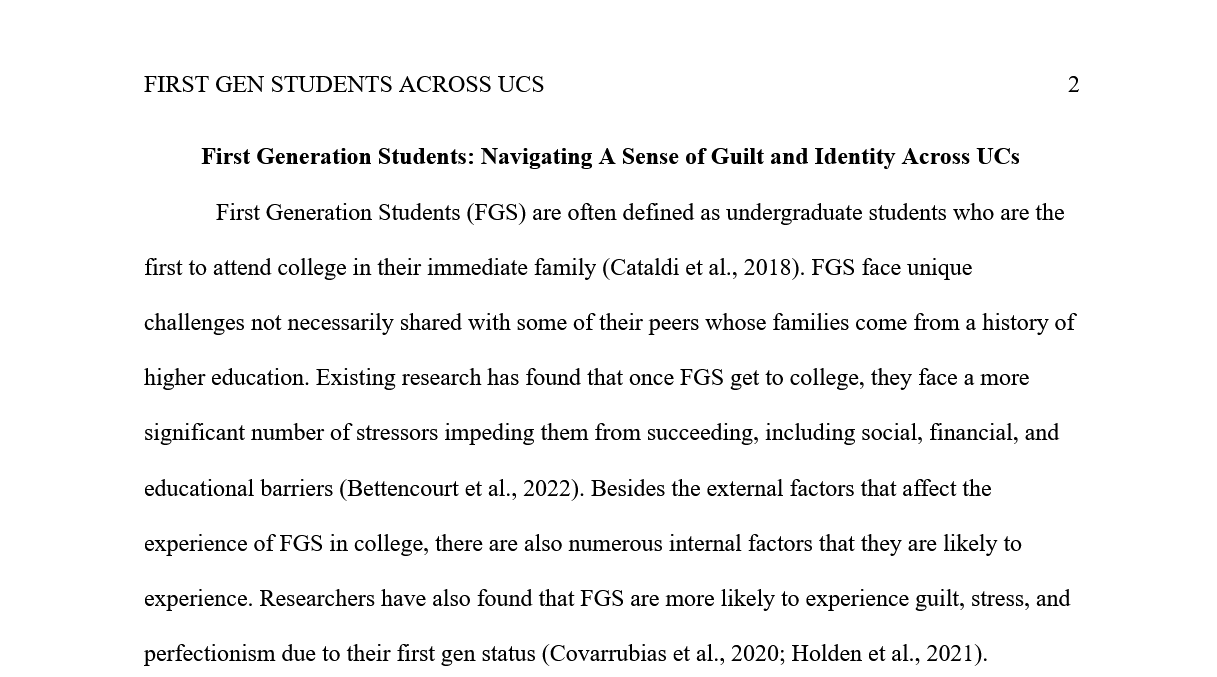 FIRST GEN STUDENTS ACROSS UCS 2
First Generation Students: Navigating A Sense of Guilt and Identity Across UCs
First Generation Students (FGS) are often defined as undergraduate students who are the
first to attend college in their immediate family (Cataldi et al., 2018). FGS face unique
challenges not necessarily shared with some of their peers whose families come from a history of
higher education. Existing research has found that once FGS get to college, they face a more
significant number of stressors impeding them from succeeding, including social, financial, and
educational barriers (Bettencourt et al., 2022). Besides the external factors that affect the
experience of FGS in college, there are also numerous internal factors that they are likely to
experience. Researchers have also found that FGS are more likely to experience guilt, stress, and
perfectionism due to their first gen status (Covarrubias et al., 2020; Holden et al., 2021).